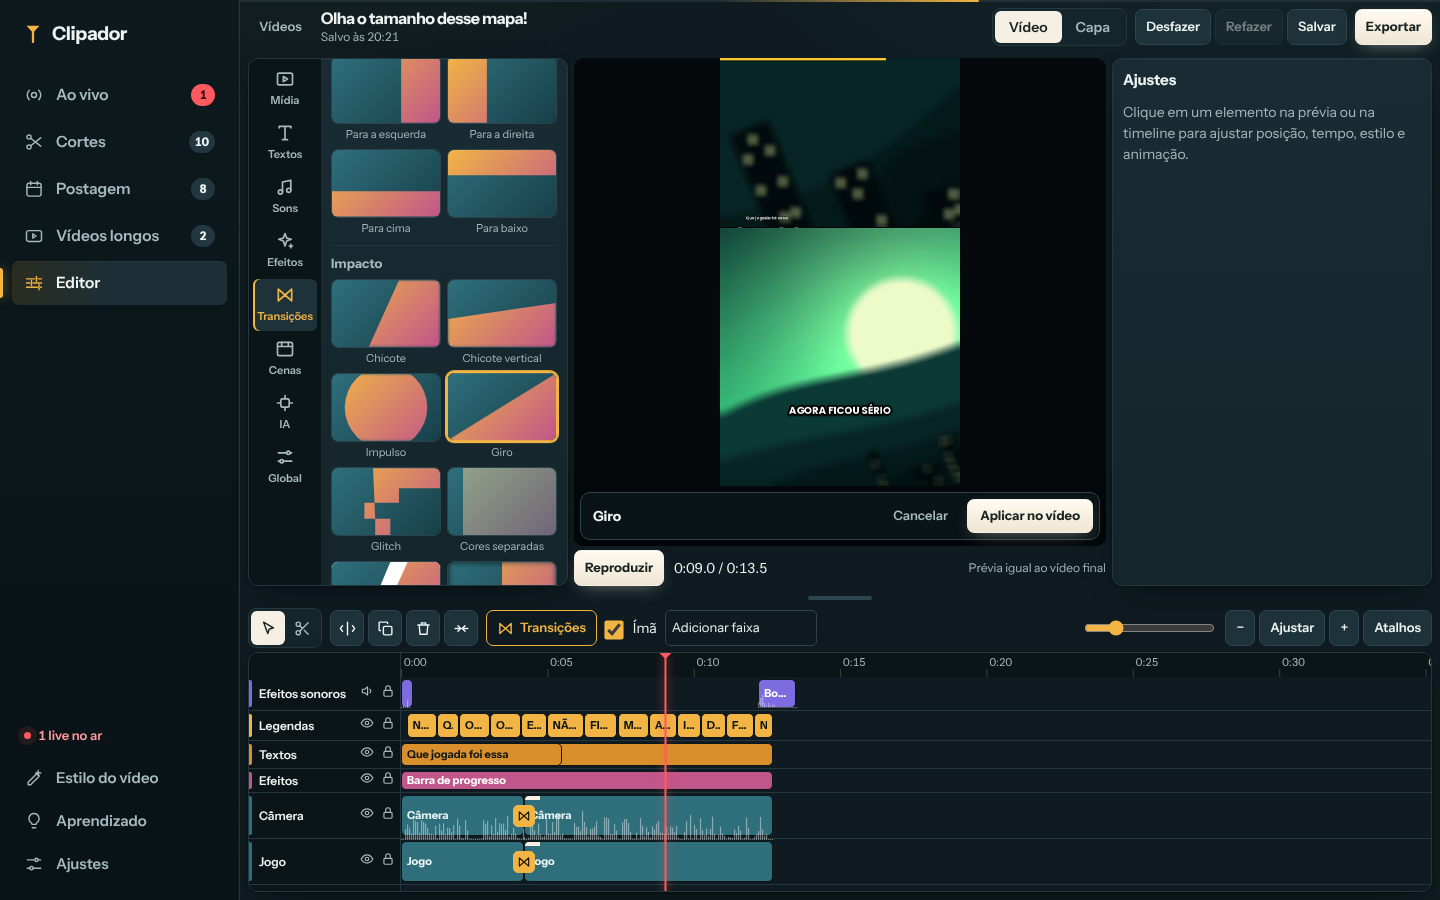 Clipador
Ao vivo
1
Cortes
10
Postagem
8
Vídeos longos
2
Editor
1 live no ar
Estilo do vídeo
Aprendizado
Ajustes
Vídeos
Olha o tamanho desse mapa!
Salvo às 20:21
Vídeo
Capa
Desfazer
Refazer
Salvar
Exportar
Mídia
Textos
Sons
Efeitos
Transições
Cenas
IA
Global
Para a esquerda
Para a direita
Para cima
Para baixo
Impacto
Chicote
Chicote vertical
Impulso
Giro
Glitch
Cores separadas
Que jogada foi essa
AGORA FICOU SÉRIO
Giro
Cancelar
Aplicar no vídeo
Reproduzir
0:09.0 / 0:13.5
Prévia igual ao vídeo final
Ajustes
Clique em um elemento na prévia ou na
timeline para ajustar posição, tempo, estilo e
animação.
Transições
Ímã
Adicionar faixa
−
Ajustar
+
Atalhos
0:00
0:05
0:10
0:15
0:20
0:25
0:30
Efeitos sonoros
Bo...
Legendas
N...
Q.
O...
O...
E...
NÃ...
FI...
M...
A...
I...
D..
F...
N
Textos
Que jogada foi essa
Efeitos
Barra de progresso
Câmera
Câmera
Câmera
Jogo
Jogo
ogo